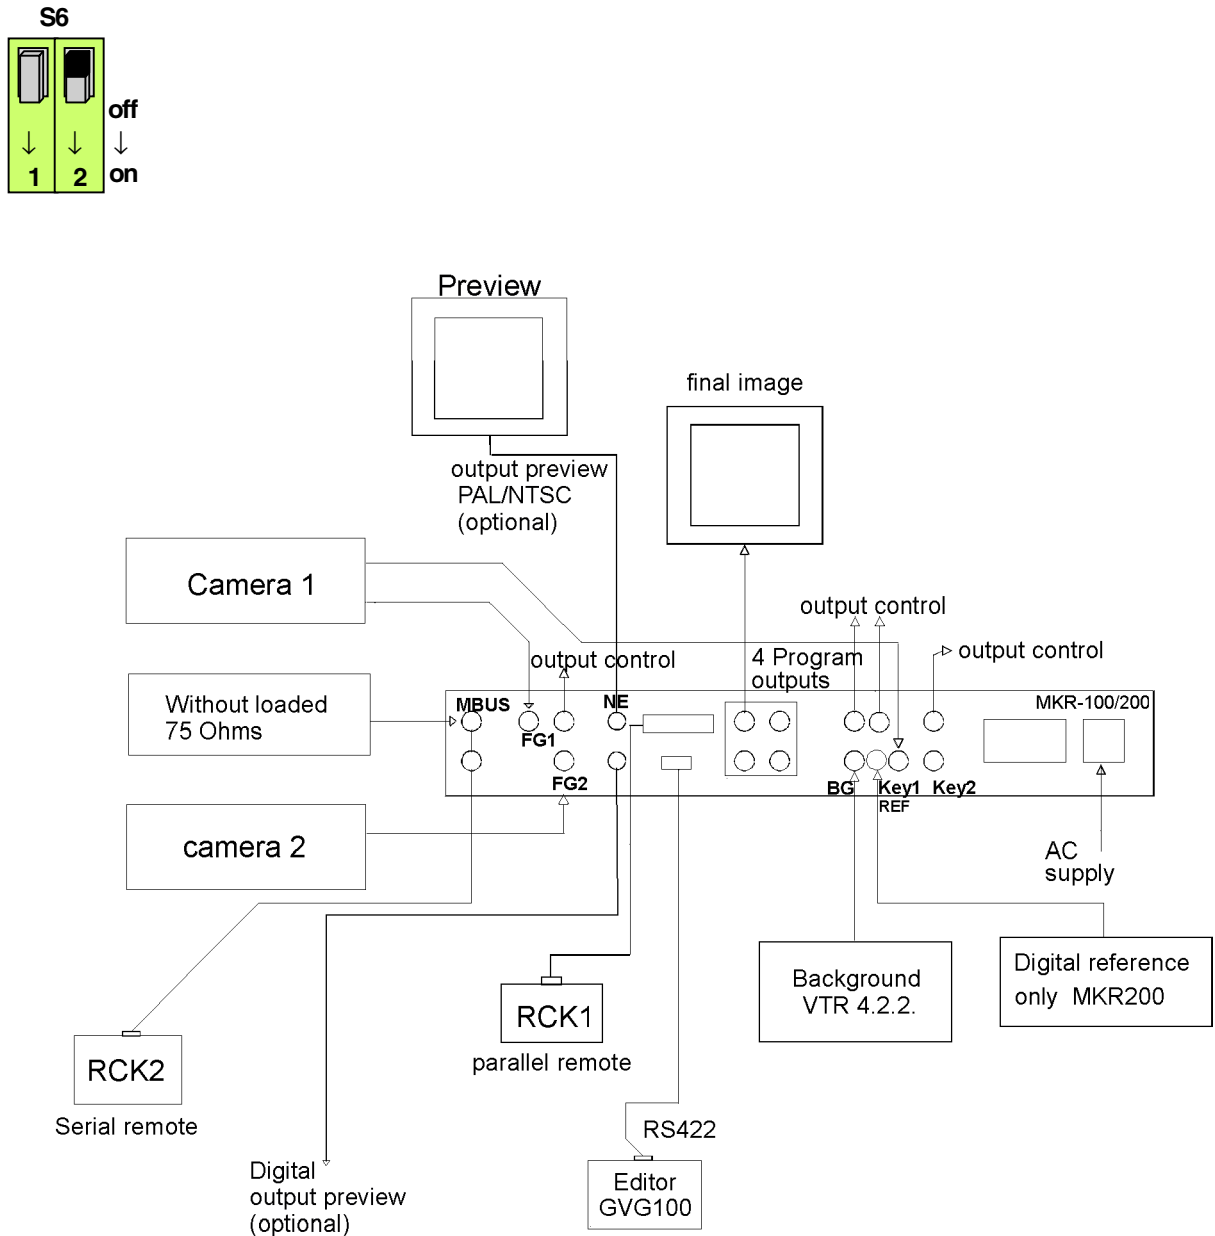 S6
off
on
1 2
Preview
final image
output preview
PAL/NTSC
(optional)
Camera 1
output control
output control
4 Program
outputs
output control
Without loaded
75 Ohms
MBUS
NE
MKR-100/200
FG1
FG2
BG
Key1
Key2
REF
camera 2
AC
supply
Background
VTR 4.2.2.
Digital reference
only MKR200
RCK1
parallel remote
RCK2
Serial remote
RS422
Digital
output preview
(optional)
Editor
GVG100